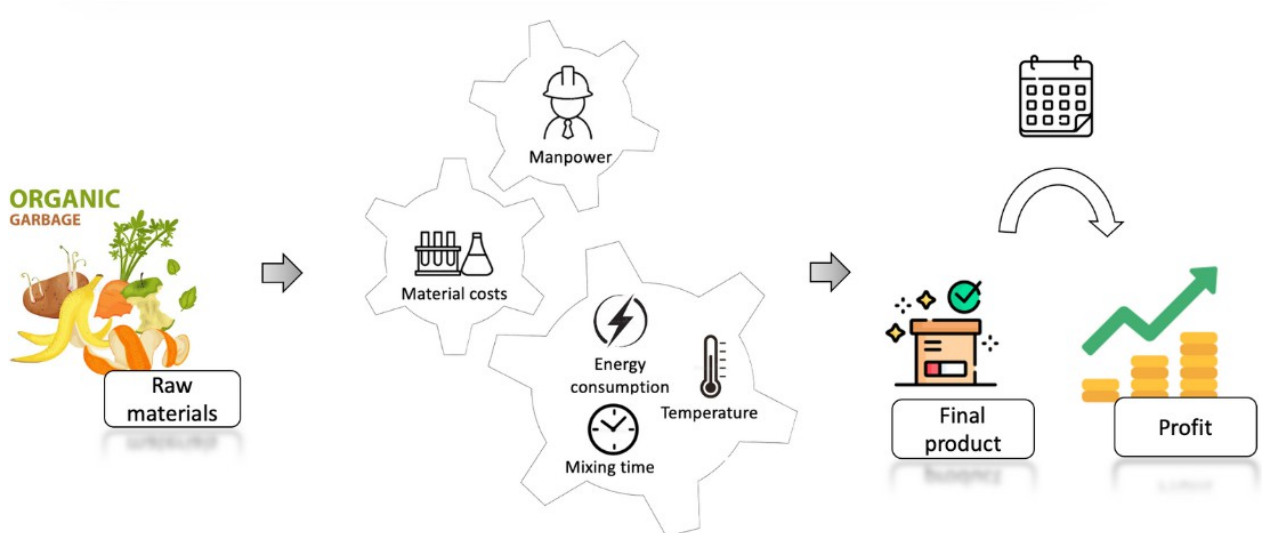 ORGANIC
GARBAGE
Raw
materials
Manpower
Material costs
Energy
consumption
Temperature
Mixing time
Final
product
Profit